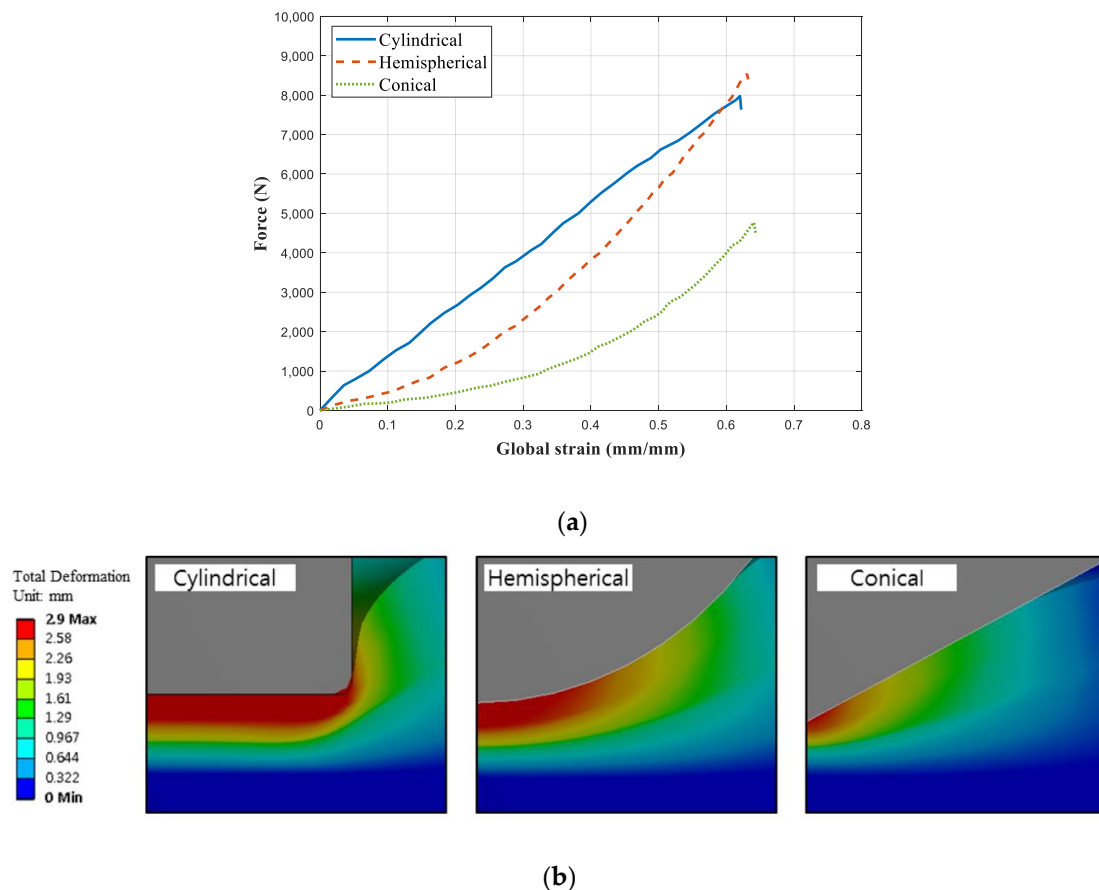 10,000
9,000
8,000
7,000
6,000
5,000
4,000
3,000
2,000
1,000
0
Cylindrical
Hemispherical
Conical
Force (N)
0 0.1 0.2 0.3 0.4 0.5 0.6 0.7 0.8
Global strain (mm/mm)
(a)
Total Deformation
Unit: mm
2.9 Max
2.58
2.26
1.93
1.61
1.29
0.967
0.644
0.322
0 Min
Cylindrical
Hemispherical
Conical
(b)